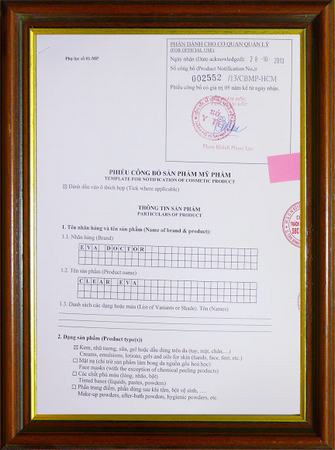 Phụ lục số 01-MP
PHẦN DÀNH CHO CƠ QUAN QUẢN LÝ
(FOR OFFICIAL USE)
Ngày nhận (Date acknowledged): 28-10-2013
Số công bố (Product Notification No.):
002552 /13/CBMP-HCM
Phiếu công bố có giá trị 05 năm kể từ ngày nhận.
SỞ
Y TẾ
PHIẾU CÔNG BỐ SẢN PHẨM MỸ PHẨM
TEMPLATE FOR NOTIFICATION OF COSMETIC PRODUCT
Đánh dấu vào ô thích hợp (Tick where applicable)
THÔNG TIN SẢN PHẨM
PARTICULARS OF PRODUCT
1. Tên nhãn hàng và tên sản phẩm (Name of brand & product):
1.1. Nhãn hàng (Brand)
EVA DOCTOR
1.2. Tên sản phẩm (Product name)
CLEAR EVA
1.3. Danh sách các dạng hoặc màu (List of Variants or Shade). Tên (Names)
2. Dạng sản phẩm (Product type(s))
Kem, nhũ tương, sữa, gel hoặc dầu dùng trên da (tay, mặt, chân,...)
Creams, emulsions, lotions, gels and oils for skin (hands, face, feet, etc.)
Mặt nạ (chỉ trừ sản phẩm làm bong da nguồn gốc hoá học)
Face masks (with the exception of chemical peeling products)
Các chất phủ màu (lỏng, nhão, bột)
Tinted bases (liquids, pastes, powders)
Phấn trang điểm, phấn dùng sau khi tắm, bột vệ sinh, ...
Make-up powders, after-bath powders, hygienic powders, etc.